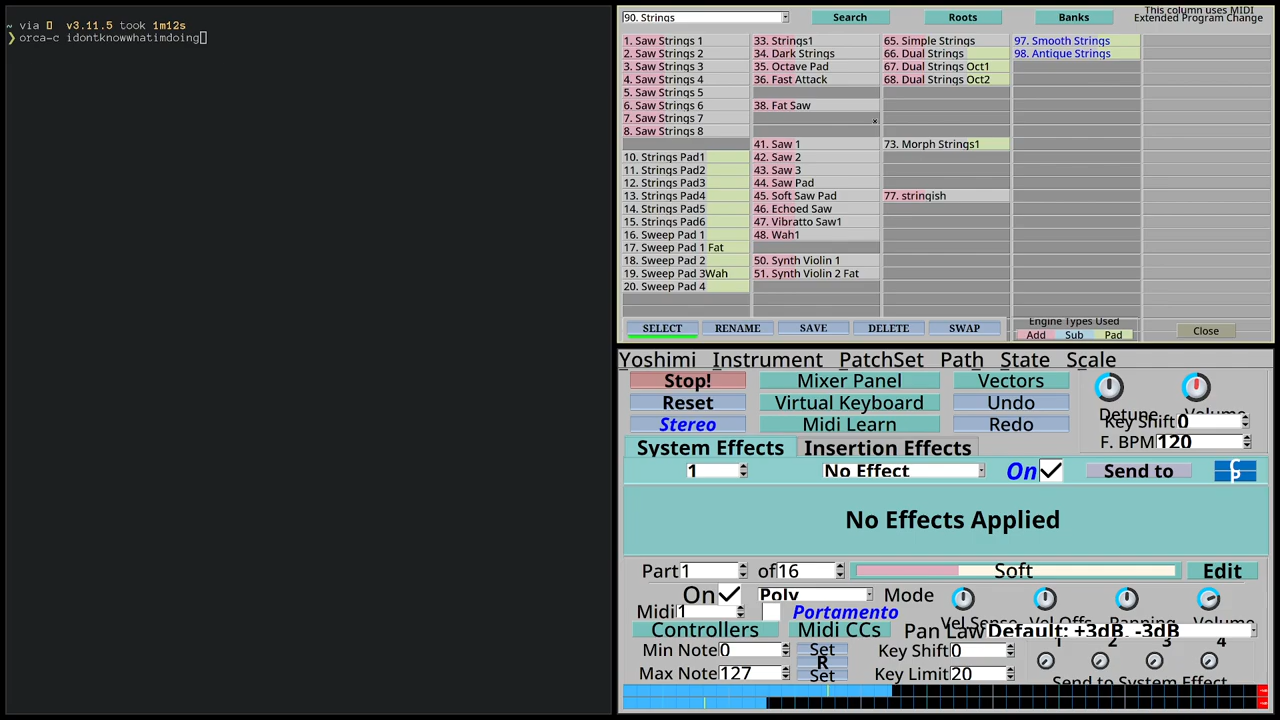 ~ via  v3.11.5 took 1m12s
❯ orca-c idontknowwhatimdoing
90. Strings
Search
Roots
Banks
This column uses MIDI
Extended Program Change
1. Saw Strings 1
2. Saw Strings 2
3. Saw Strings 3
4. Saw Strings 4
5. Saw Strings 5
6. Saw Strings 6
7. Saw Strings 7
8. Saw Strings 8
10. Strings Pad1
11. Strings Pad2
12. Strings Pad3
13. Strings Pad4
14. Strings Pad5
15. Strings Pad6
16. Sweep Pad 1
17. Sweep Pad 1 Fat
18. Sweep Pad 2
19. Sweep Pad 3Wah
20. Sweep Pad 4
33. Strings1
34. Dark Strings
35. Octave Pad
36. Fast Attack
38. Fat Saw
41. Saw 1
42. Saw 2
43. Saw 3
44. Saw Pad
45. Soft Saw Pad
46. Echoed Saw
47. Vibratto Saw1
48. Wah1
50. Synth Violin 1
51. Synth Violin 2 Fat
65. Simple Strings
66. Dual Strings
67. Dual Strings Oct1
68. Dual Strings Oct2
73. Morph Strings1
77. stringish
97. Smooth Strings
98. Antique Strings
SELECT
RENAME
SAVE
DELETE
SWAP
Engine Types Used
Add Sub Pad
Close
Yoshimi Instrument PatchSet Path State Scale
Stop!
Mixer Panel
Vectors
Reset
Virtual Keyboard
Undo
Stereo
Midi Learn
Redo
Detune
Volume
Key Shift 0
F. BPM 120
System Effects
Insertion Effects
1
No Effect
On
Send to
No Effects Applied
Part 1 of 16
Soft
Edit
On
Poly
Mode
Midi 1
Portamento
Vel Sense
Vel Offs
Panning
Volume
Controllers
Midi CCs
Pan Law Default: +3dB, -3dB
Min Note 0
Set
Key Shift 0
R
Max Note 127
Set
Key Limit 20
1 2 3 4
Send to System Effect